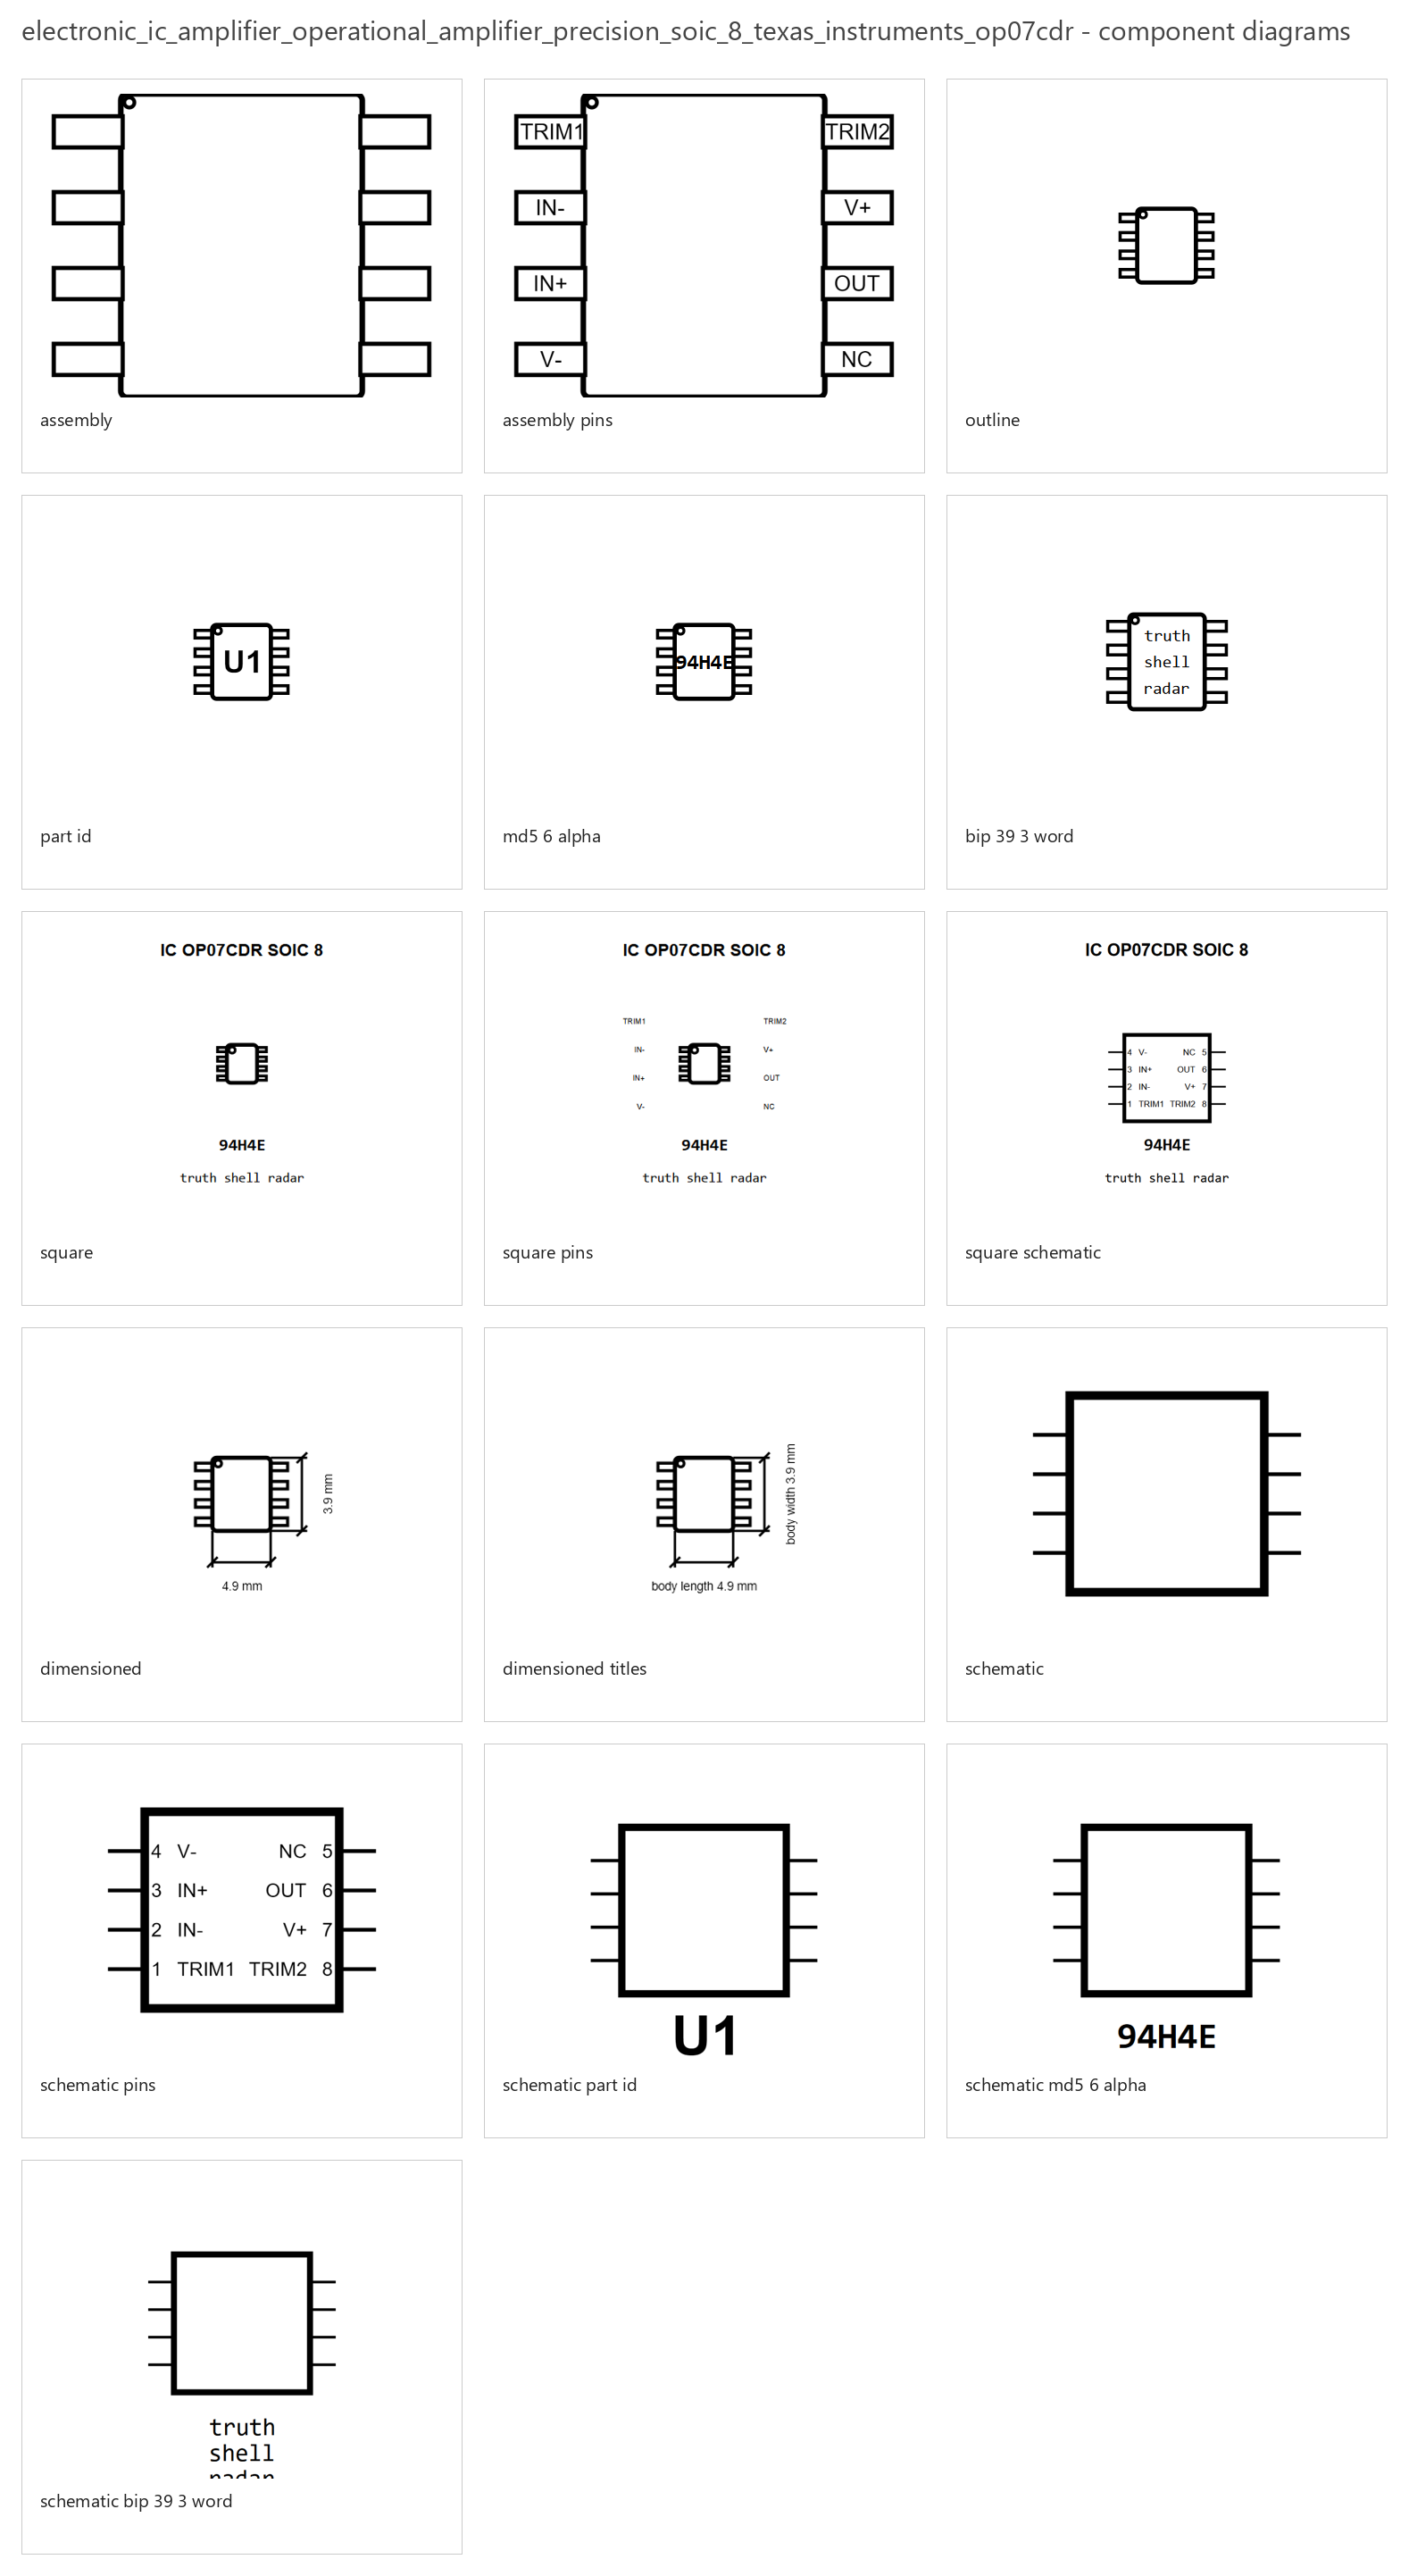 electronic_ic_amplifier_operational_amplifier_precision_soic_8_texas_instruments_op07cdr - component diagrams
assembly
TRIM1 TRIM2
IN- V+
IN+ OUT
V- NC
assembly pins
outline
U1
part id
94H4E
md5 6 alpha
truth
shell
radar
bip 39 3 word
IC OP07CDR SOIC 8
94H4E
truth shell radar
square
IC OP07CDR SOIC 8
TRIM1 TRIM2
IN- V+
IN+ OUT
V- NC
94H4E
truth shell radar
square pins
IC OP07CDR SOIC 8
4 V- NC 5
3 IN+ OUT 6
2 IN- V+ 7
1 TRIM1 TRIM2 8
94H4E
truth shell radar
square schematic
3.9 mm
4.9 mm
dimensioned
body width 3.9 mm
body length 4.9 mm
dimensioned titles
schematic
4 V- NC 5
3 IN+ OUT 6
2 IN- V+ 7
1 TRIM1 TRIM2 8
schematic pins
U1
schematic part id
94H4E
schematic md5 6 alpha
truth
shell
radar
schematic bip 39 3 word